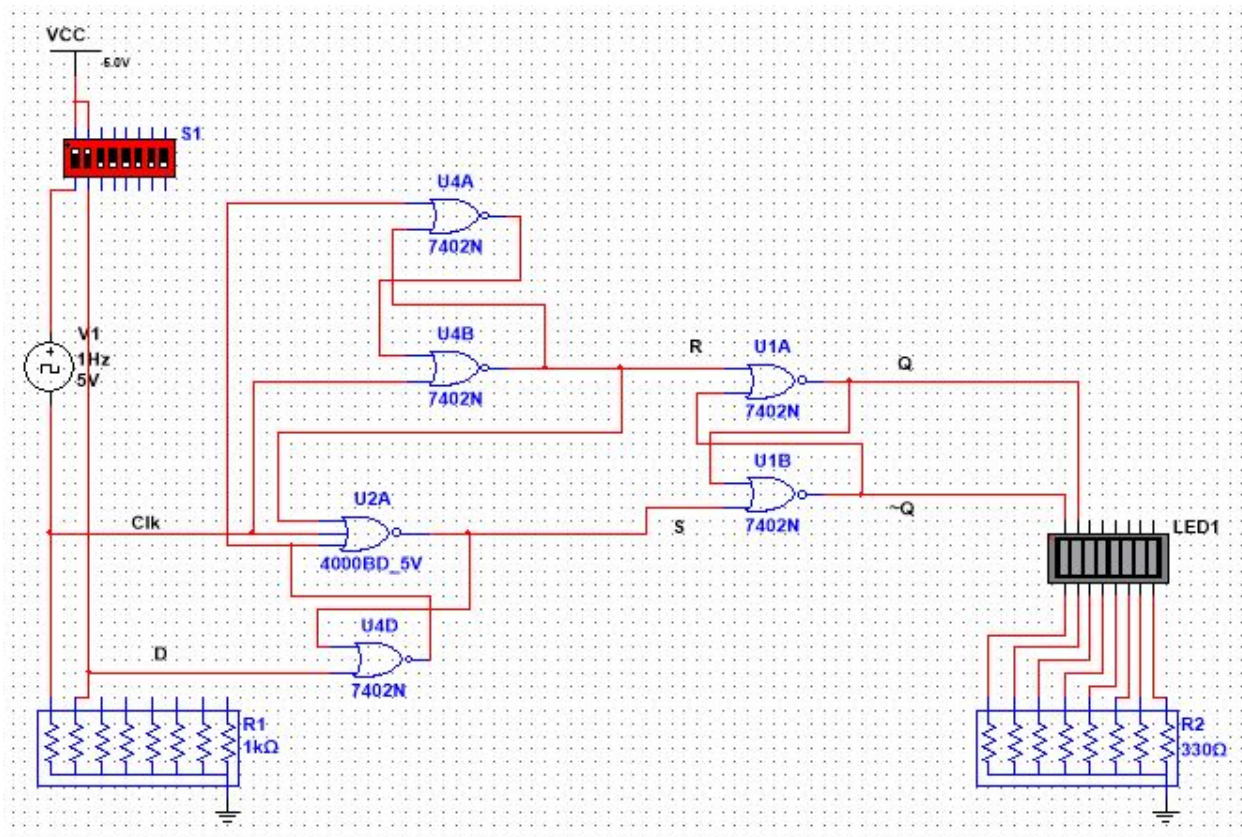 VCC
5.0V
S1
U4A
7402N
V1
1Hz
5V
U4B
7402N
R
U1A
7402N
Q
U1B
7402N
~Q
U2A
4000BD_5V
Clk
S
LED1
U4D
7402N
D
R1
1kΩ
R2
330Ω